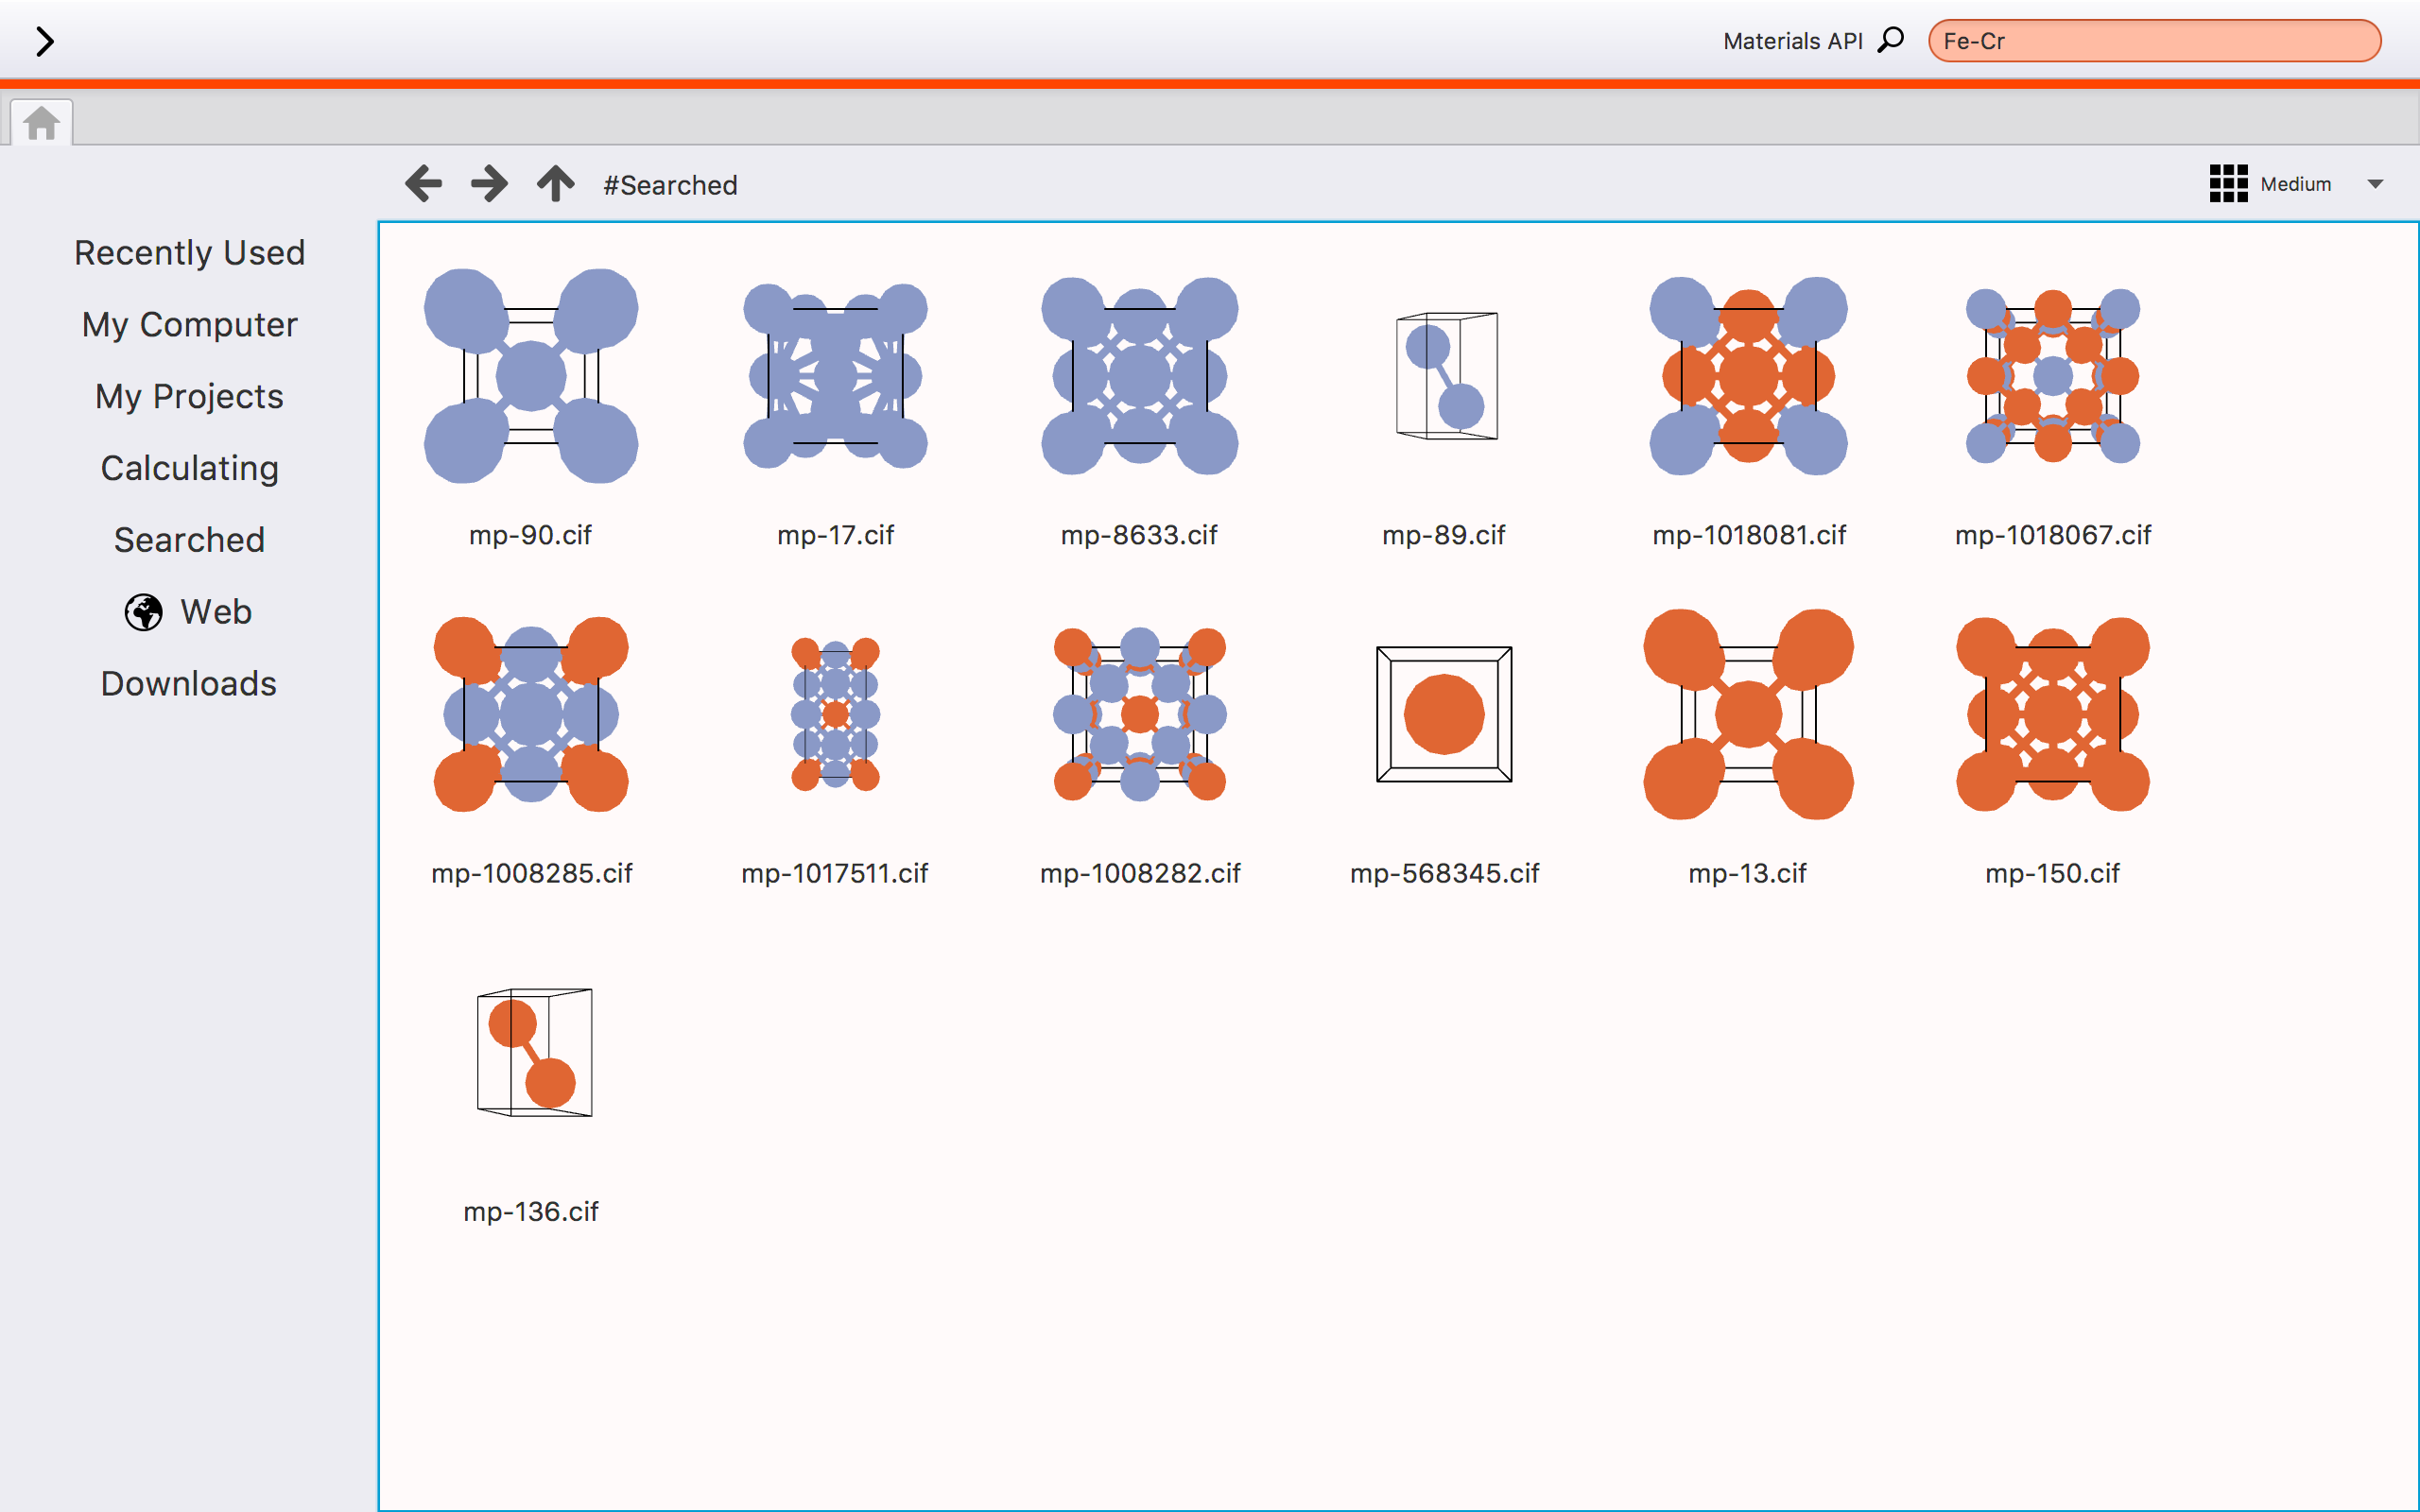 Materials API
Fe-Cr
#Searched
Medium
Recently Used
My Computer
My Projects
Calculating
Searched
Web
Downloads
mp-90.cif
mp-17.cif
mp-8633.cif
mp-89.cif
mp-1018081.cif
mp-1018067.cif
mp-1008285.cif
mp-1017511.cif
mp-1008282.cif
mp-568345.cif
mp-13.cif
mp-150.cif
mp-136.cif